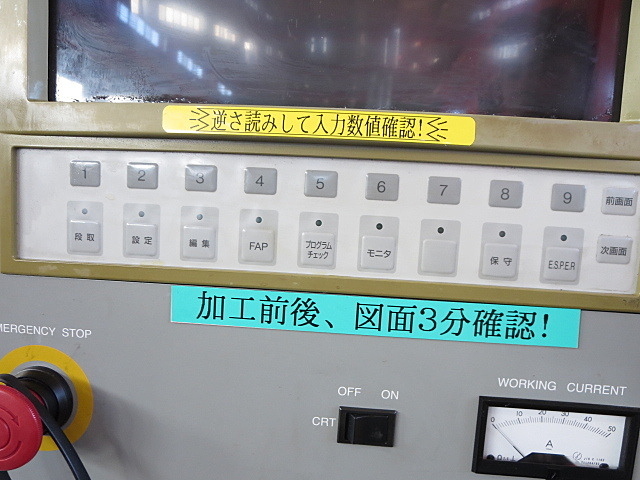 逆さ読みして入力数値確認!
1 2 3 4 5 6 7 8 9 前画面
段取 設定 編集 FAP プログラム
チェック モニタ 保守 E.S.P.E.R 次画面
加工前後、図面3分確認!
EMERGENCY STOP
OFF ON
CRT
WORKING CURRENT
0 10 20 30 40 50
A